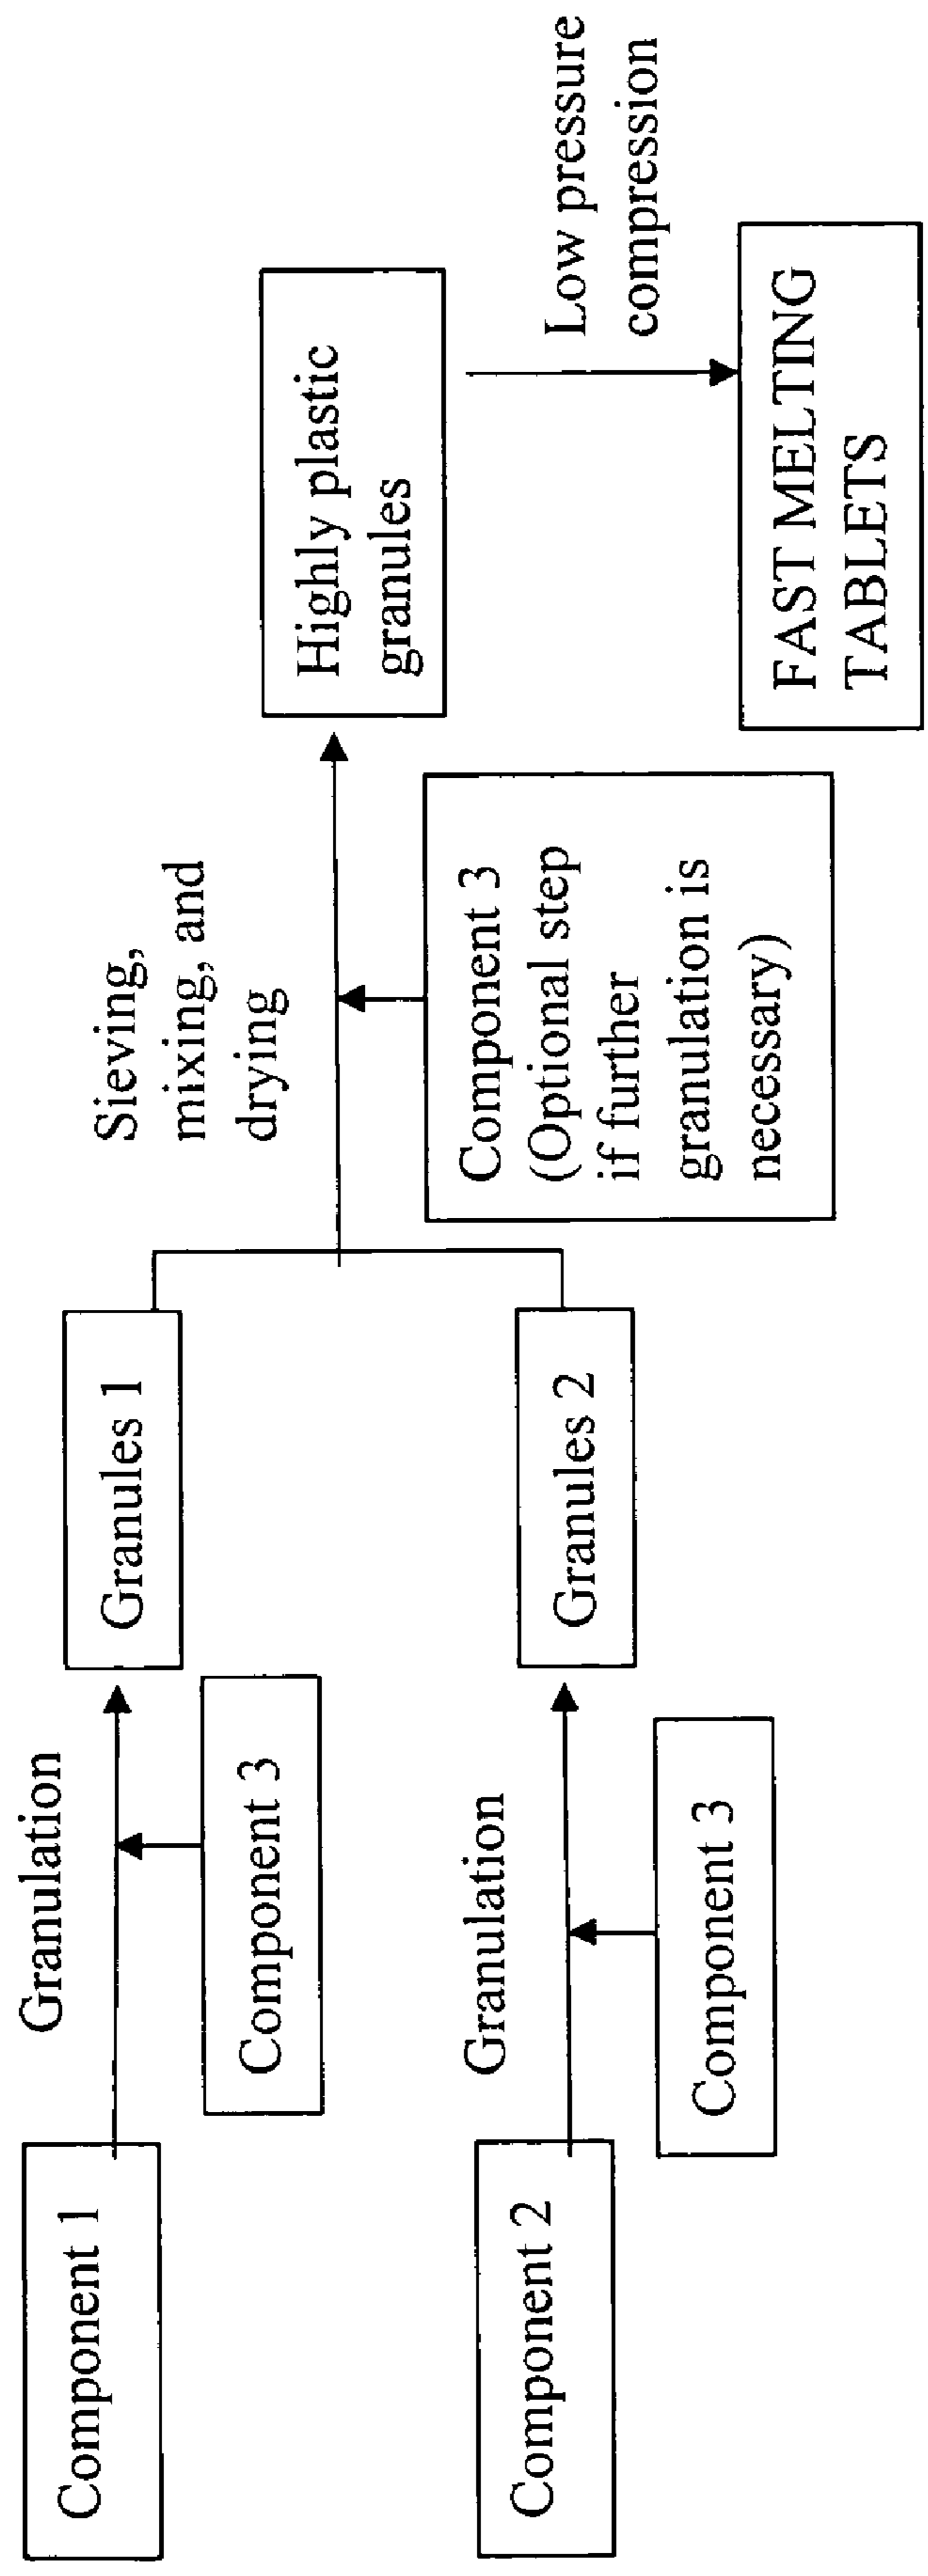 Component 1
Granulation
Component 3
Granules 1
Component 2
Granulation
Component 3
Granules 2
Sieving,
mixing, and
drying
Component 3
(Optional step
if further
granulation is
necessary)
Highly plastic
granules
Low pressure
compression
FAST MELTING
TABLETS